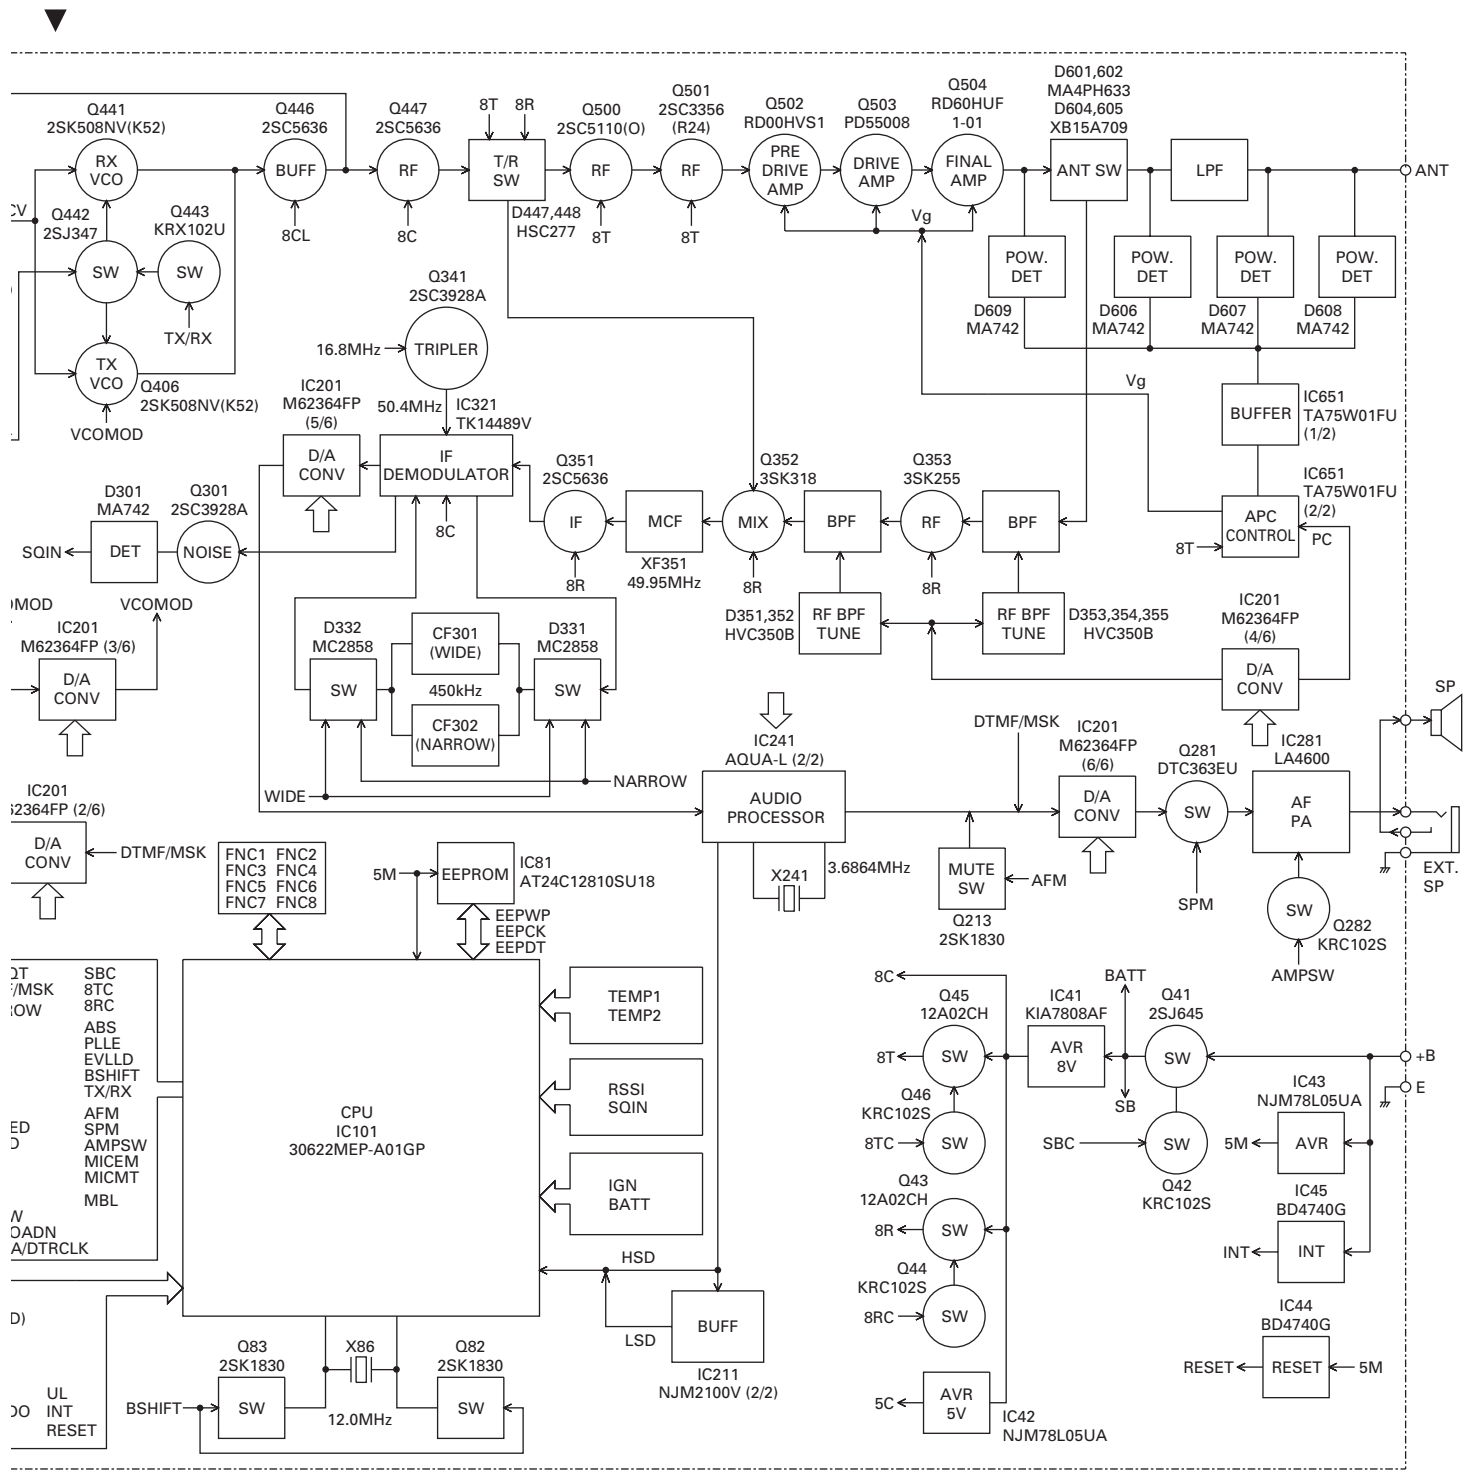 Q441
2SK508NV(K52)
RX
VCO
Q446
2SC5636
BUFF
8CL
Q447
2SC5636
RF
8C
8T
8R
T/R
SW
D447,448
HSC277
Q500
2SC5110(O)
RF
8T
Q501
2SC3356
(R24)
RF
8T
Q502
RD00HVS1
PRE
DRIVE
AMP
Q503
PD55008
DRIVE
AMP
Q504
RD60HUF
1-01
FINAL
AMP
Vg
D601,602
MA4PH633
D604,605
XB15A709
ANT SW
LPF
ANT
CV
Q442
2SJ347
SW
Q443
KRX102U
SW
TX/RX
TX
VCO
Q406
2SK508NV(K52)
VCOMOD
POW.
DET
D609
MA742
POW.
DET
D606
MA742
POW.
DET
D607
MA742
POW.
DET
D608
MA742
Q341
2SC3928A
16.8MHz
TRIPLER
50.4MHz
IC201
M62364FP
(5/6)
D/A
CONV
IC321
TK14489V
IF
DEMODULATOR
8C
Q351
2SC5636
IF
8R
MCF
XF351
49.95MHz
Q352
3SK318
MIX
8R
BPF
Q353
3SK255
RF
8R
BPF
Vg
BUFFER
IC651
TA75W01FU
(1/2)
IC651
TA75W01FU
(2/2)
APC
CONTROL
8T
PC
D301
MA742
DET
SQIN
Q301
2SC3928A
NOISE
D351,352
HVC350B
RF BPF
TUNE
RF BPF
TUNE
D353,354,355
HVC350B
IC201
M62364FP
(4/6)
D/A
CONV
OMOD
VCOMOD
IC201
M62364FP (3/6)
D/A
CONV
D332
MC2858
SW
CF301
(WIDE)
450kHz
CF302
(NARROW)
D331
MC2858
SW
NARROW
WIDE
IC201
62364FP (2/6)
D/A
CONV
DTMF/MSK
IC241
AQUA-L (2/2)
AUDIO
PROCESSOR
X241
3.6864MHz
DTMF/MSK
MUTE
SW
AFM
Q213
2SK1830
IC201
M62364FP
(6/6)
D/A
CONV
Q281
DTC363EU
SW
SPM
IC281
LA4600
AF
PA
SW
Q282
KRC102S
AMPSW
SP
EXT.
SP
FNC1 FNC2
FNC3 FNC4
FNC5 FNC6
FNC7 FNC8
5M
EEPROM
IC81
AT24C12810SU18
EEPWP
EEPCK
EEPDT
QT
F/MSK
ROW
SBC
8TC
8RC
ABS
PLLE
EVLLD
BSHIFT
TX/RX
AFM
SPM
AMPSW
MICEM
MICMT
MBL
ED
D
W
OADN
A/DTRCLK
CPU
IC101
30622MEP-A01GP
TEMP1
TEMP2
RSSI
SQIN
IGN
BATT
HSD
LSD
BUFF
IC211
NJM2100V (2/2)
D)
UL
DO INT
RESET
BSHIFT
Q83
2SK1830
SW
X86
12.0MHz
Q82
2SK1830
SW
8C
Q45
12A02CH
8T
SW
Q46
KRC102S
8TC
SW
Q43
12A02CH
8R
SW
Q44
KRC102S
8RC
SW
5C
AVR
5V
IC42
NJM78L05UA
IC41
KIA7808AF
AVR
8V
BATT
SB
Q41
2SJ645
SW
SBC
SW
Q42
KRC102S
+B
E
IC43
NJM78L05UA
5M
AVR
IC45
BD4740G
INT
INT
IC44
BD4740G
RESET
RESET
5M